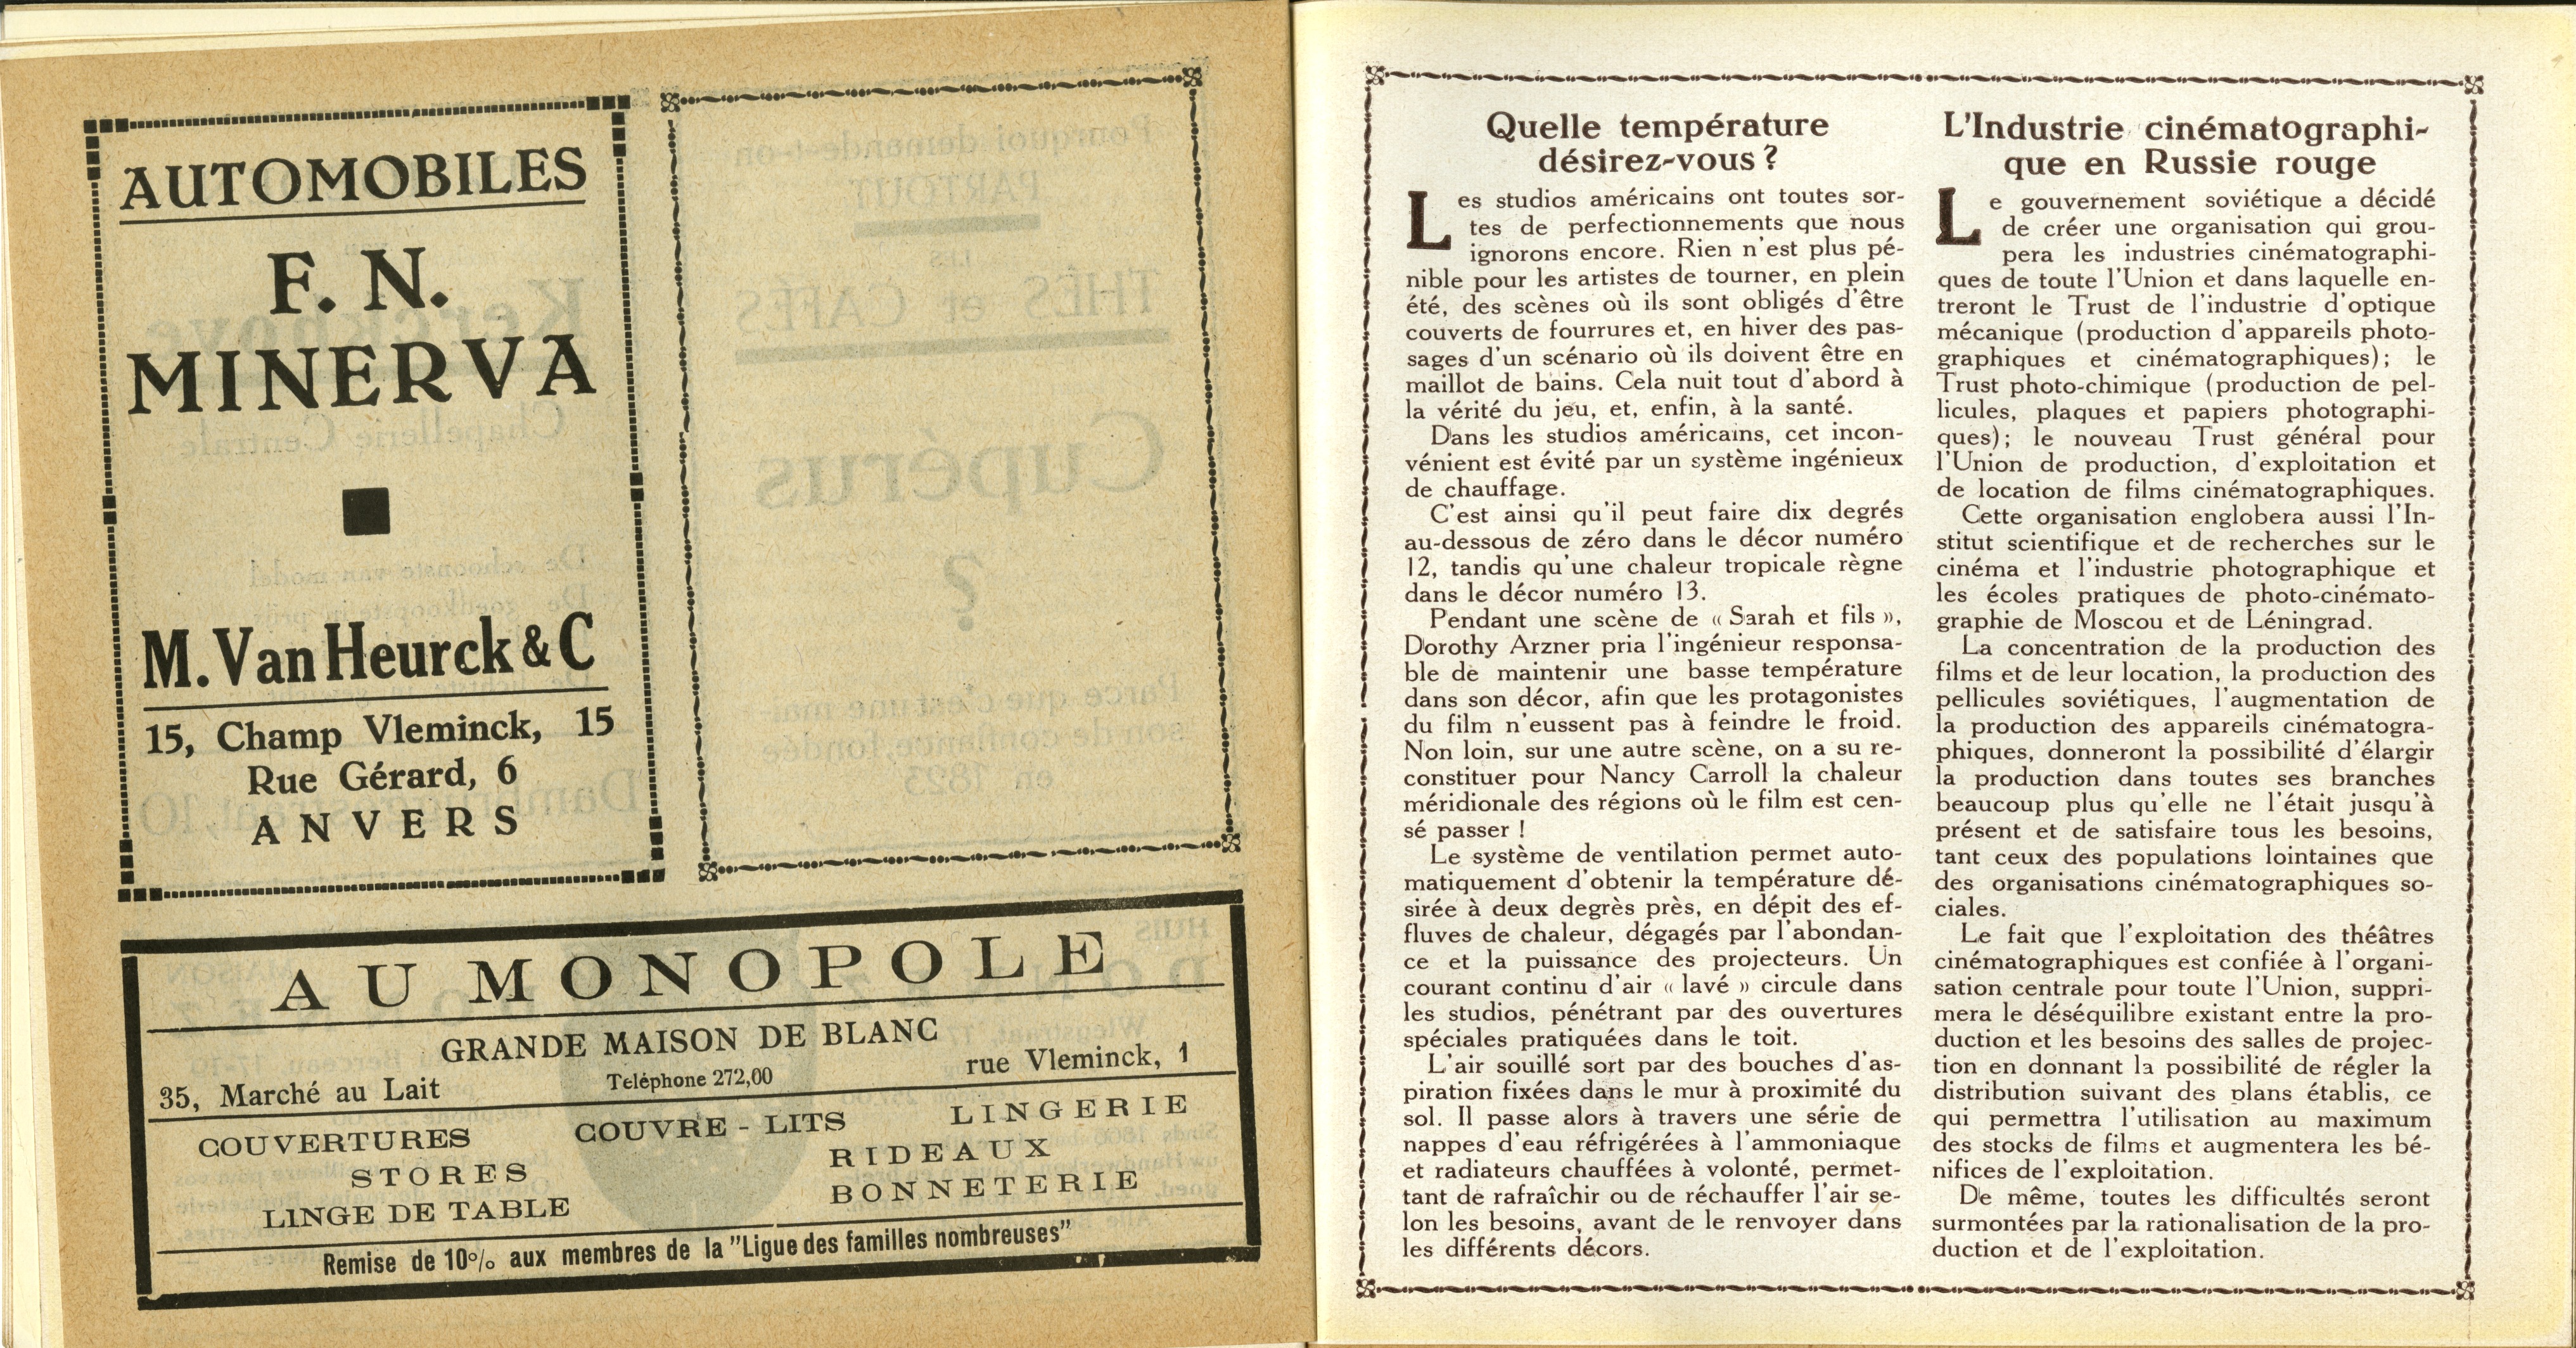 AUTOMOBILES
F. N.
MINERVA
M. Van Heurck & C
15, Champ Vleminck, 15
Rue Gérard, 6
ANVERS
AU MONOPOLE
GRANDE MAISON DE BLANC
35, Marché au Lait
Teléphone 272,00
rue Vleminck, 1
COUVERTURES
COUVRE - LITS
LINGERIE
STORES
RIDEAUX
LINGE DE TABLE
BONNETERIE
Remise de 10% aux membres de la "Ligue des familles nombreuses"
Quelle température
désirez-vous ?
Les studios américains ont toutes sor-
tes de perfectionnements que nous
ignorons encore. Rien n'est plus pé-
nible pour les artistes de tourner, en plein
été, des scènes où ils sont obligés d'être
couverts de fourrures et, en hiver des pas-
sages d'un scénario où ils doivent être en
maillot de bains. Cela nuit tout d'abord à
la vérité du jeu, et, enfin, à la santé.
Dans les studios américains, cet incon-
vénient est évité par un système ingénieux
de chauffage.
C'est ainsi qu'il peut faire dix degrés
au-dessous de zéro dans le décor numéro
12, tandis qu'une chaleur tropicale règne
dans le décor numéro 13.
Pendant une scène de « Sarah et fils »,
Dorothy Arzner pria l'ingénieur responsa-
ble de maintenir une basse température
dans son décor, afin que les protagonistes
du film n'eussent pas à feindre le froid.
Non loin, sur une autre scène, on a su re-
constituer pour Nancy Carroll la chaleur
méridionale des régions où le film est cen-
sé passer !
Le système de ventilation permet auto-
matiquement d'obtenir la température dé-
sirée à deux degrès près, en dépit des ef-
fluves de chaleur, dégagés par l'abondan-
ce et la puissance des projecteurs. Un
courant continu d'air « lavé » circule dans
les studios, pénétrant par des ouvertures
spéciales pratiquées dans le toit.
L'air souillé sort par des bouches d'as-
piration fixées dans le mur à proximité du
sol. Il passe alors à travers une série de
nappes d'eau réfrigérées à l'ammoniaque
et radiateurs chauffées à volonté, permet-
tant de rafraîchir ou de réchauffer l'air se-
lon les besoins, avant de le renvoyer dans
les différents décors.
L'Industrie cinématographi-
que en Russie rouge
Le gouvernement soviétique a décidé
de créer une organisation qui grou-
pera les industries cinématographi-
ques de toute l'Union et dans laquelle en-
treront le Trust de l'industrie d'optique
mécanique (production d'appareils photo-
graphiques et cinématographiques); le
Trust photo-chimique (production de pel-
licules, plaques et papiers photographi-
ques); le nouveau Trust général pour
l'Union de production, d'exploitation et
de location de films cinématographiques.
Cette organisation englobera aussi l'In-
stitut scientifique et de recherches sur le
cinéma et l'industrie photographique et
les écoles pratiques de photo-cinémato-
graphie de Moscou et de Léningrad.
La concentration de la production des
films et de leur location, la production des
pellicules soviétiques, l'augmentation de
la production des appareils cinématogra-
phiques, donneront la possibilité d'élargir
la production dans toutes ses branches
beaucoup plus qu'elle ne l'était jusqu'à
présent et de satisfaire tous les besoins,
tant ceux des populations lointaines que
des organisations cinématographiques so-
ciales.
Le fait que l'exploitation des théâtres
cinématographiques est confiée à l'organi-
sation centrale pour toute l'Union, suppri-
mera le déséquilibre existant entre la pro-
duction et les besoins des salles de projec-
tion en donnant la possibilité de régler la
distribution suivant des plans établis, ce
qui permettra l'utilisation au maximum
des stocks de films et augmentera les bé-
nifices de l'exploitation.
De même, toutes les difficultés seront
surmontées par la rationalisation de la pro-
duction et de l'exploitation.